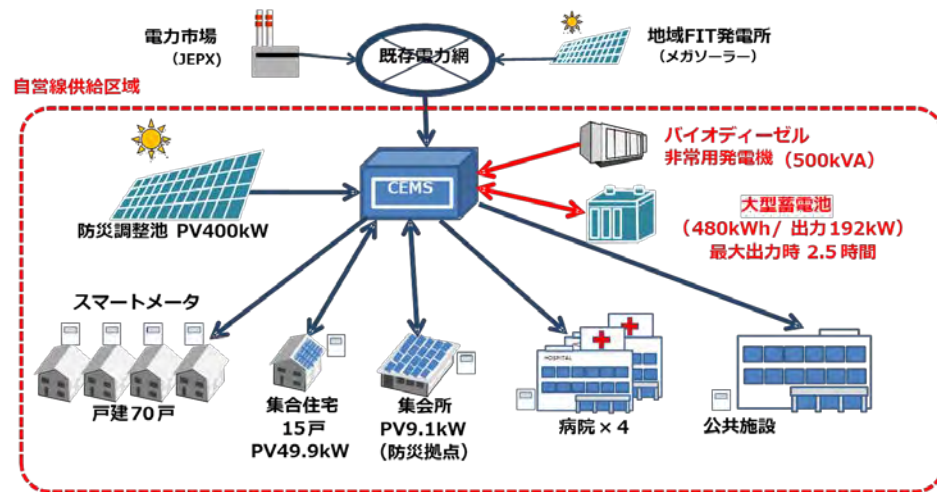 電力市場
(JEPX)
既存電力網
地域FIT発電所
(メガソーラー)
自営線供給区域
バイオディーゼル
非常用発電機 (500kVA)
CEMS
大型蓄電池
(480kWh/ 出力192kW)
最大出力時 2.5時間
防災調整池 PV400kW
スマートメータ
戸建70戸
集合住宅
15戸
PV49.9kW
集会所
PV9.1kW
(防災拠点)
HOSPITAL
病院×4
公共施設